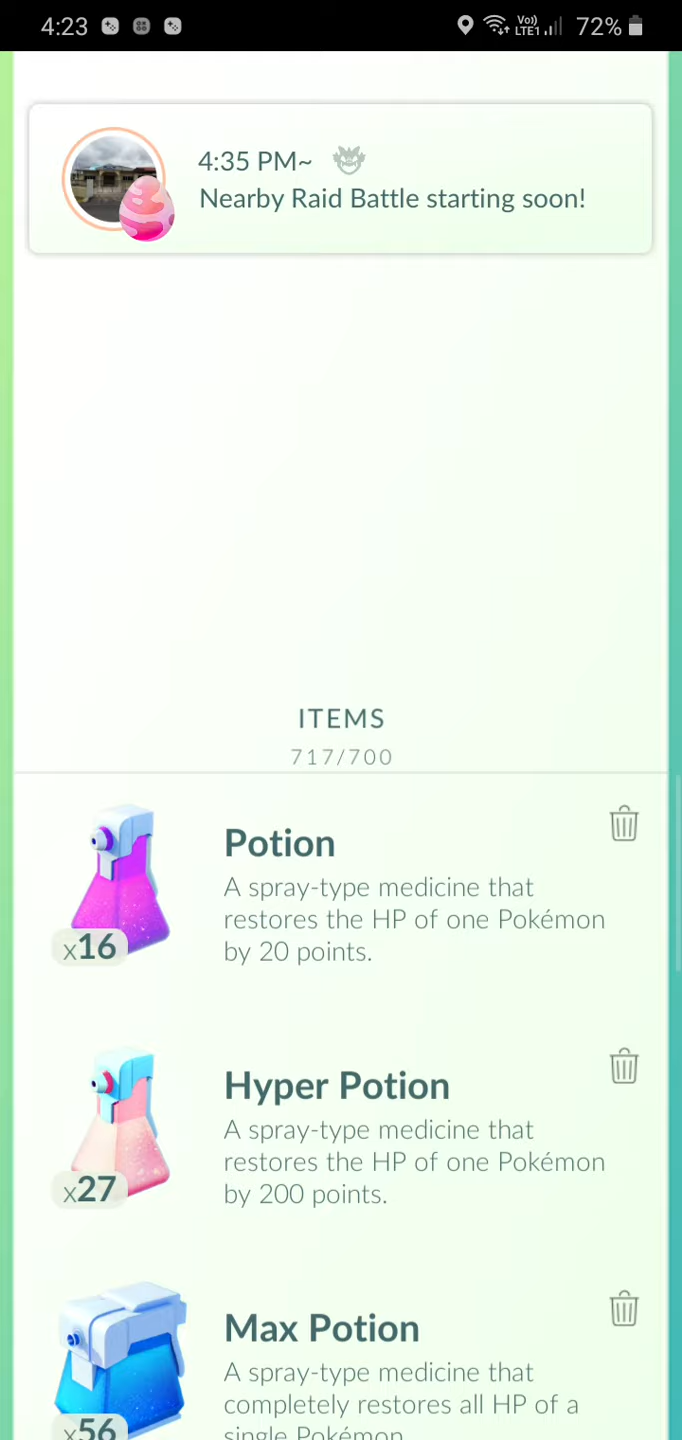 4:23
Vo)) LTE1
72%
4:35 PM~
Nearby Raid Battle starting soon!
ITEMS
717/700
Potion
A spray-type medicine that
restores the HP of one Pokémon
by 20 points.
x16
Hyper Potion
A spray-type medicine that
restores the HP of one Pokémon
by 200 points.
x27
Max Potion
A spray-type medicine that
completely restores all HP of a
single Pokémon.
x56